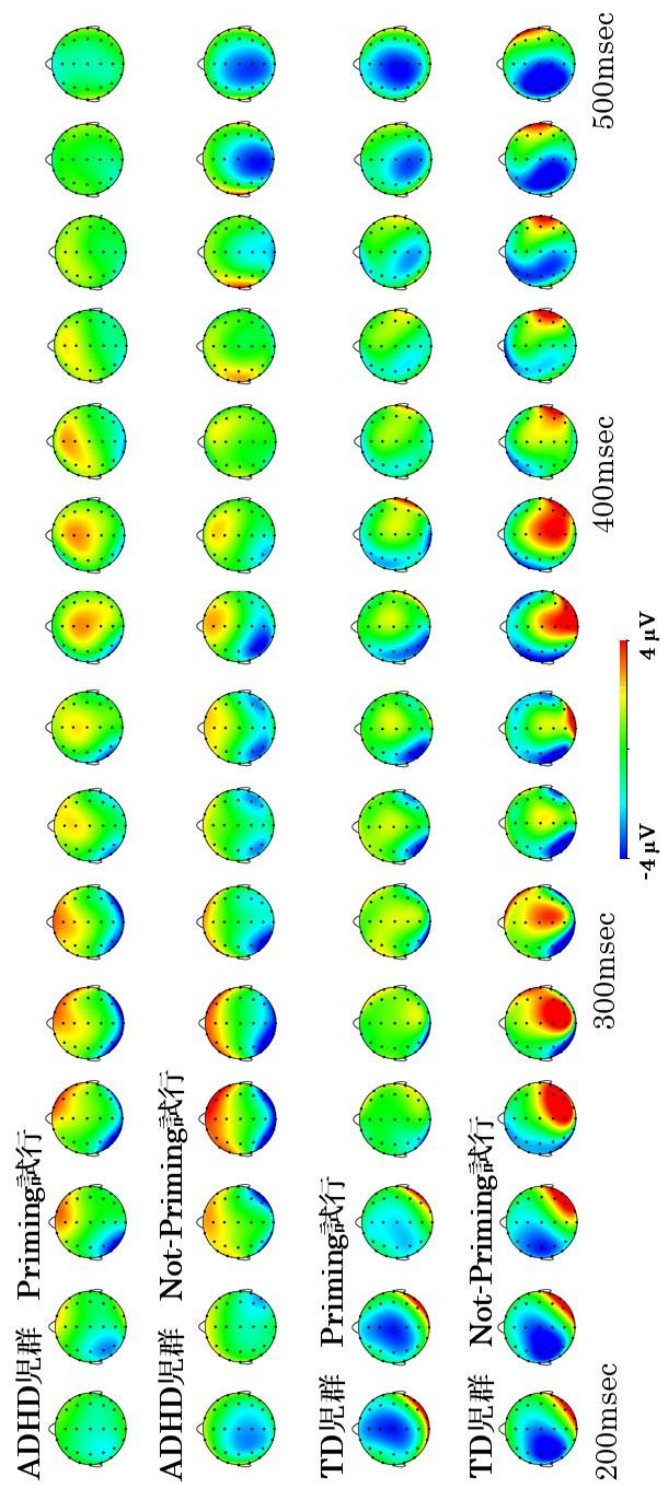 ADHD児群 Priming試行
ADHD児群 Not-Priming試行
TD児群 Priming試行
TD児群 Not-Priming試行
200msec 300msec 400msec 500msec
-4 μV 4 μV